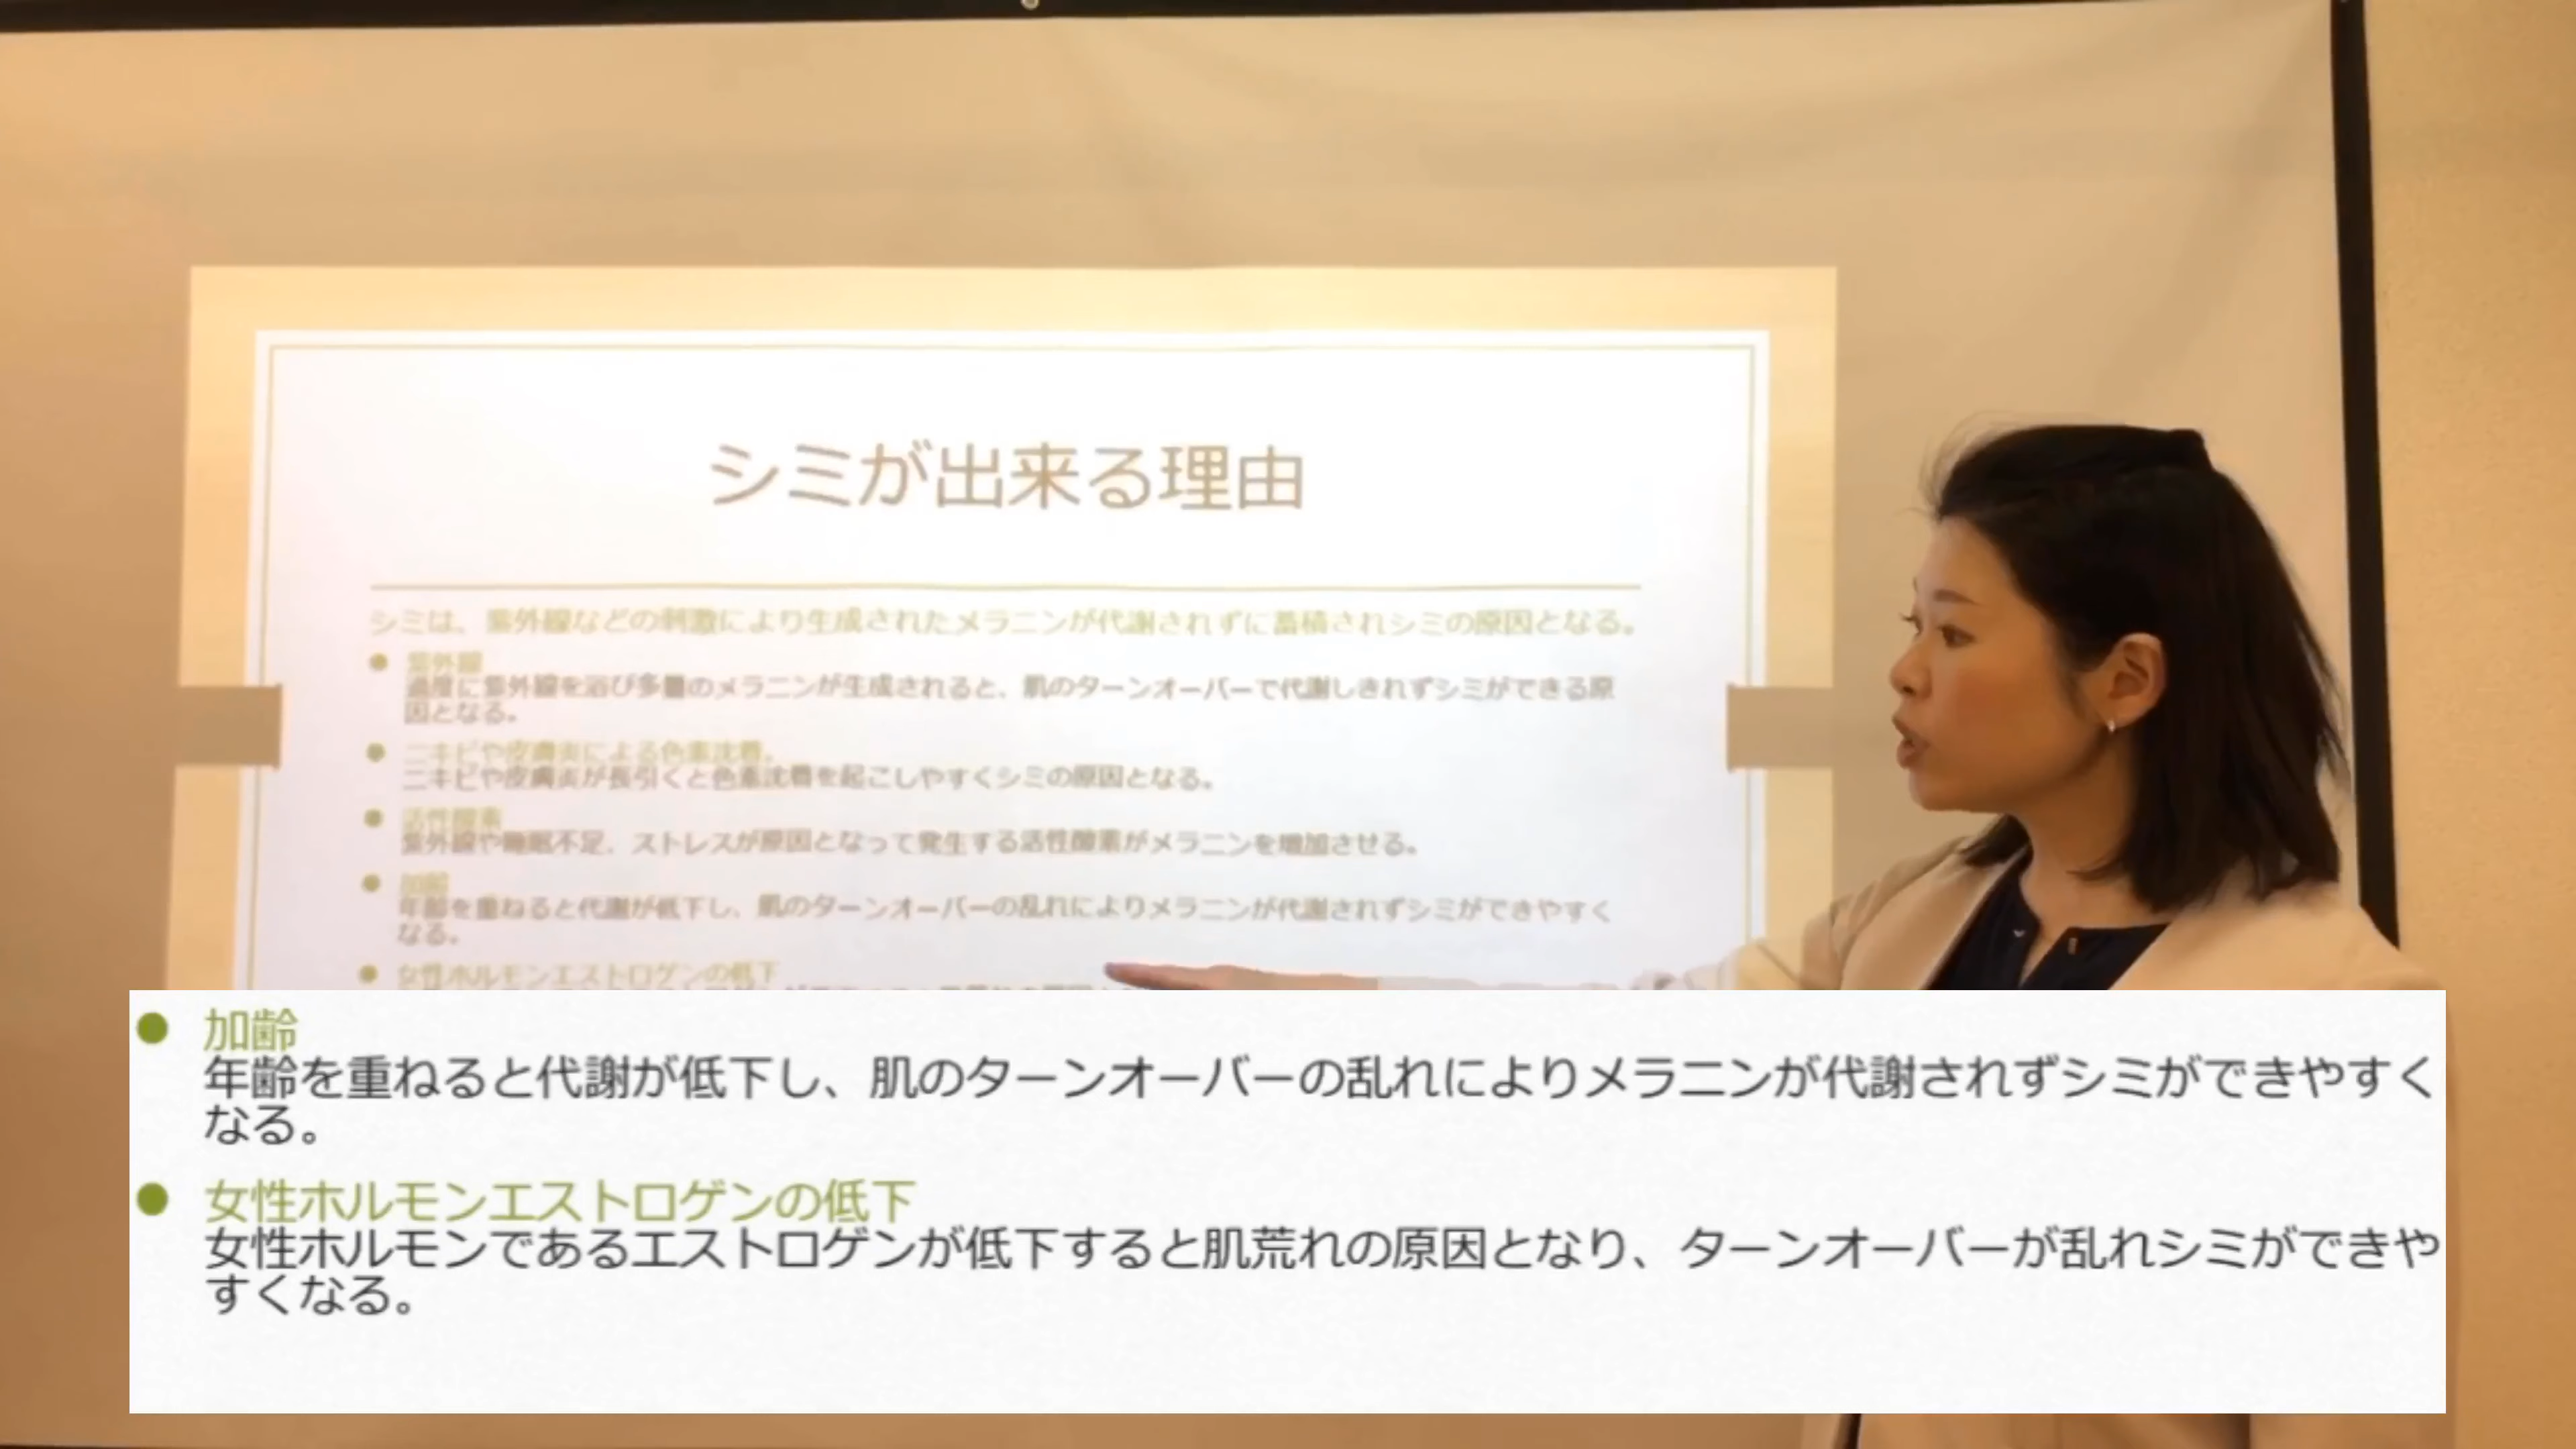 シミが出来る理由
シミは、紫外線などの刺激により生成されたメラニンが代謝されずに蓄積されシミの原因となる。
紫外線
過度に紫外線を浴び多量のメラニンが生成されると、肌のターンオーバーで代謝しきれずシミができる原
因となる。
ニキビや皮膚炎による色素沈着。
ニキビや皮膚炎が長引くと色素沈着を起こしやすくシミの原因となる。
活性酸素
紫外線や睡眠不足、ストレスが原因となって発生する活性酸素がメラニンを増加させる。
加齢
年齢を重ねると代謝が低下し、肌のターンオーバーの乱れによりメラニンが代謝されずシミができやすく
なる。
女性ホルモンエストロゲンの低下
加齢
年齢を重ねると代謝が低下し、肌のターンオーバーの乱れによりメラニンが代謝されずシミができやすく
なる。
女性ホルモンエストロゲンの低下
女性ホルモンであるエストロゲンが低下すると肌荒れの原因となり、ターンオーバーが乱れシミができや
すくなる。